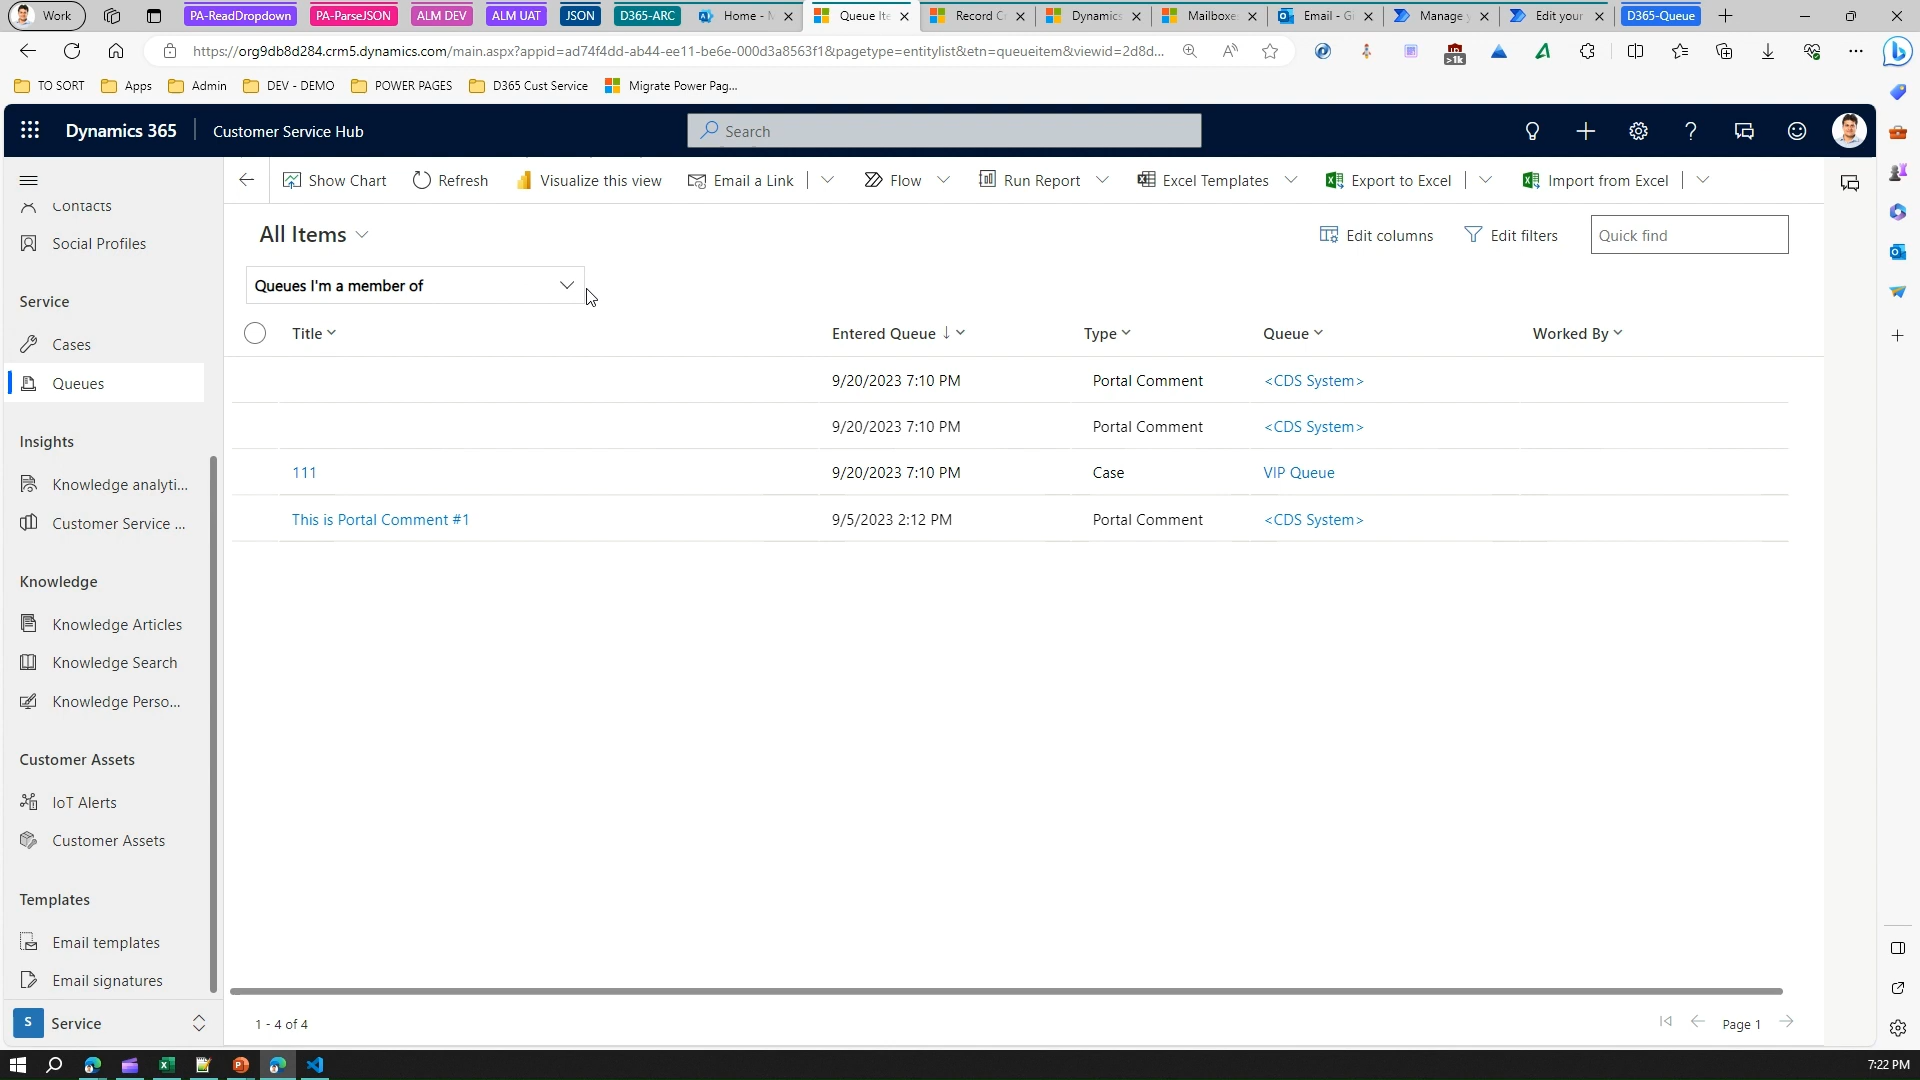 Work
PA-ReadDropdown
PA-ParseJSON
ALM DEV
ALM UAT
JSON
D365-ARC
Home - M
Queue Ite
Record C
Dynamics
Mailboxe
Email - Gi
Manage y
Edit your
D365-Queue
https://org9db8d284.crm5.dynamics.com/main.aspx?appid=ad74f4dd-ab44-ee11-be6e-000d3a8563f1&pagetype=entitylist&etn=queueitem&viewid=2d8d...
>1k
TO SORT
Apps
Admin
DEV - DEMO
POWER PAGES
D365 Cust Service
Migrate Power Pag...
Dynamics 365
Customer Service Hub
Search
Show Chart
Refresh
Visualize this view
Email a Link
Flow
Run Report
Excel Templates
Export to Excel
Import from Excel
Contacts
Social Profiles
Service
Cases
Queues
Insights
Knowledge analyti...
Customer Service ...
Knowledge
Knowledge Articles
Knowledge Search
Knowledge Perso...
Customer Assets
IoT Alerts
Customer Assets
Templates
Email templates
Email signatures
S Service
All Items
Edit columns
Edit filters
Quick find
Queues I'm a member of
Title Entered Queue Type Queue Worked By
9/20/2023 7:10 PM Portal Comment <CDS System>
9/20/2023 7:10 PM Portal Comment <CDS System>
111 9/20/2023 7:10 PM Case VIP Queue
This is Portal Comment #1 9/5/2023 2:12 PM Portal Comment <CDS System>
1 - 4 of 4
Page 1
7:22 PM